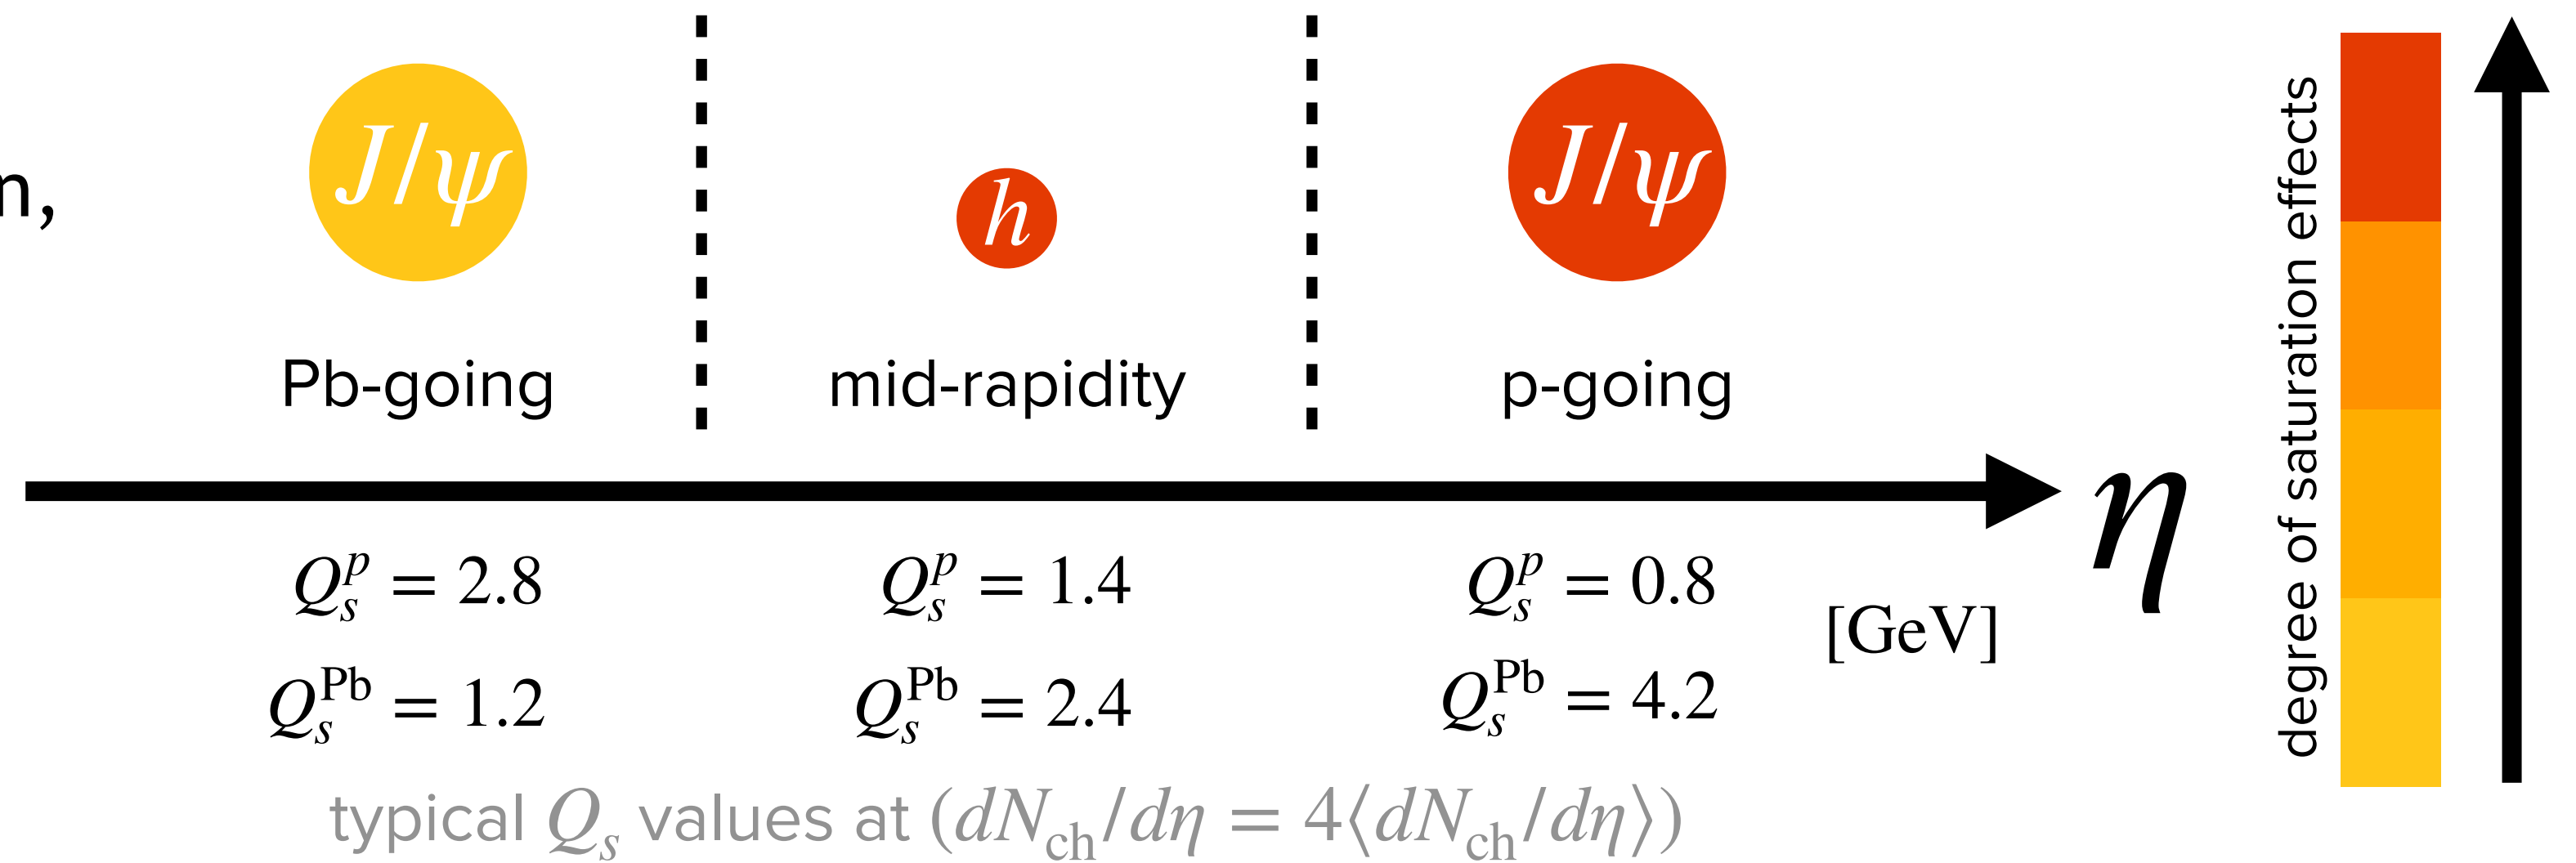 n,
J/ψ
h
J/ψ
Pb-going
mid-rapidity
p-going
η
Q_s^p = 2.8
Q_s^p = 1.4
Q_s^p = 0.8
[GeV]
Q_s^Pb = 1.2
Q_s^Pb = 2.4
Q_s^Pb = 4.2
typical Q_s values at (dN_ch/dη = 4⟨dN_ch/dη⟩)
degree of saturation effects